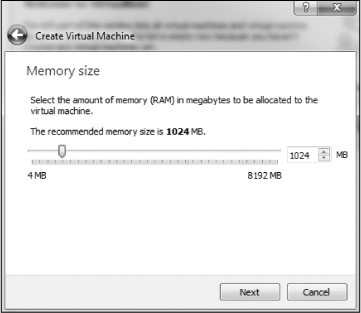 Create Virtual Machine
Memory size
Select the amount of memory (RAM) in megabytes to be allocated to the
virtual machine.
The recommended memory size is 1024 MB.
1024 MB
4 MB 8192 MB
Next Cancel